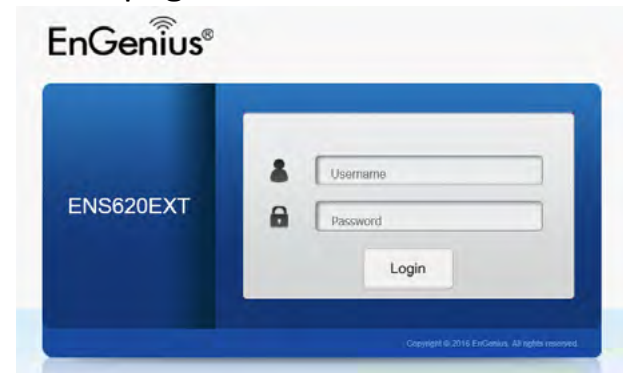 EnGenius®
ENS620EXT
Username
Password
Login
Copyright © 2016 EnGenius. All rights reserved.